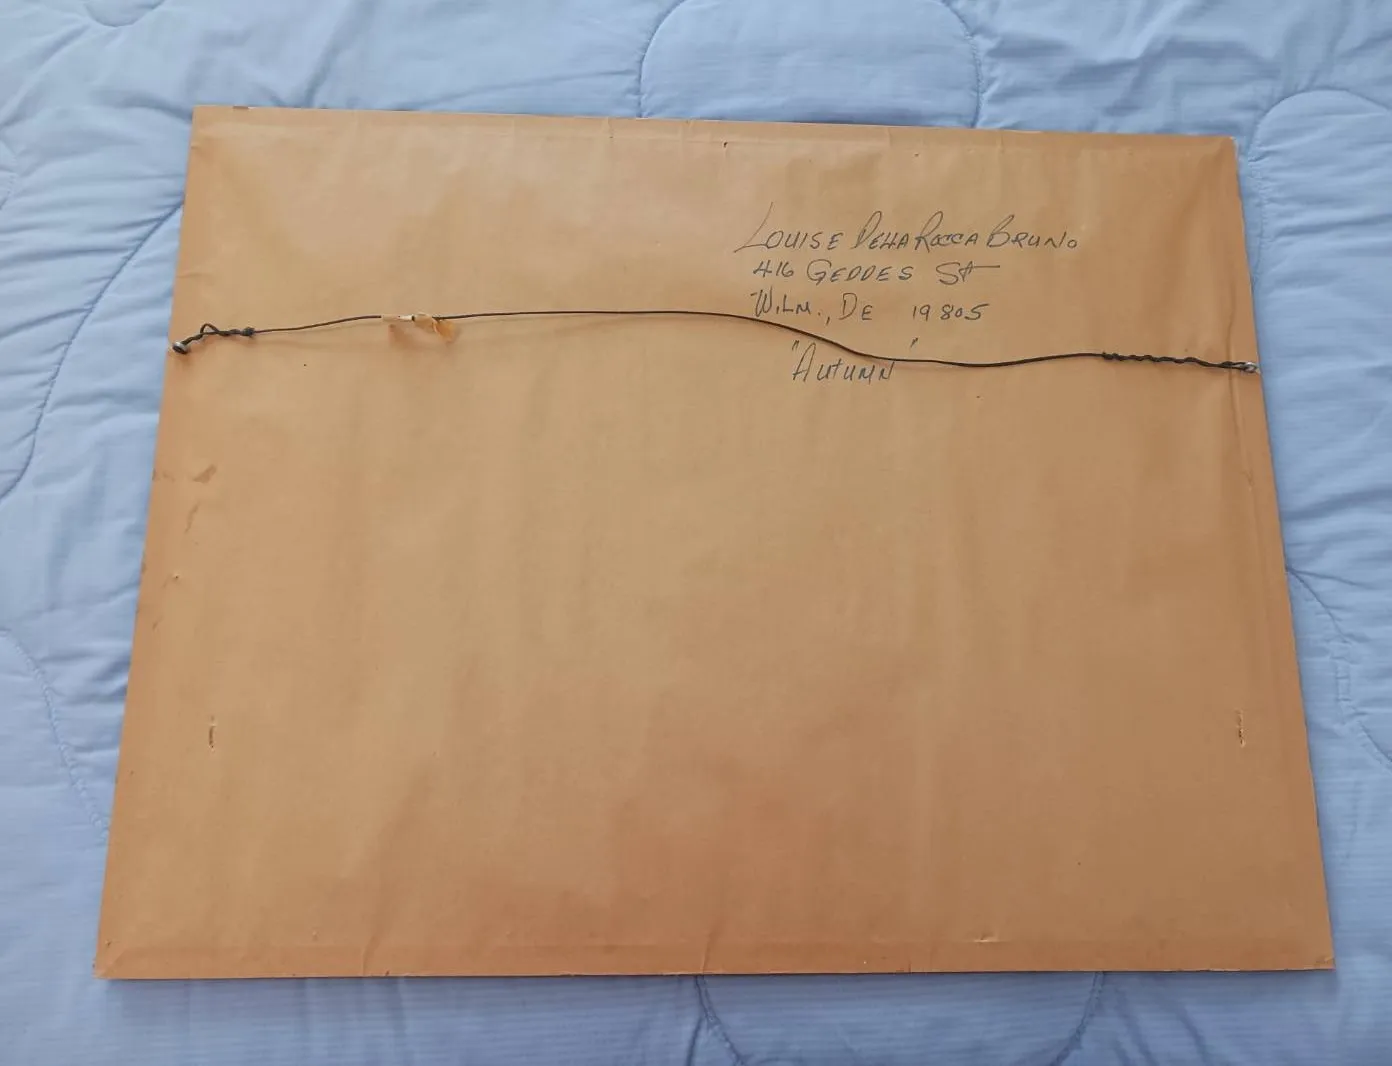 LOUISE DELLAROCCA BRUNO
416 GEDDES St
WILM., DE 19805
"AUTUMN"